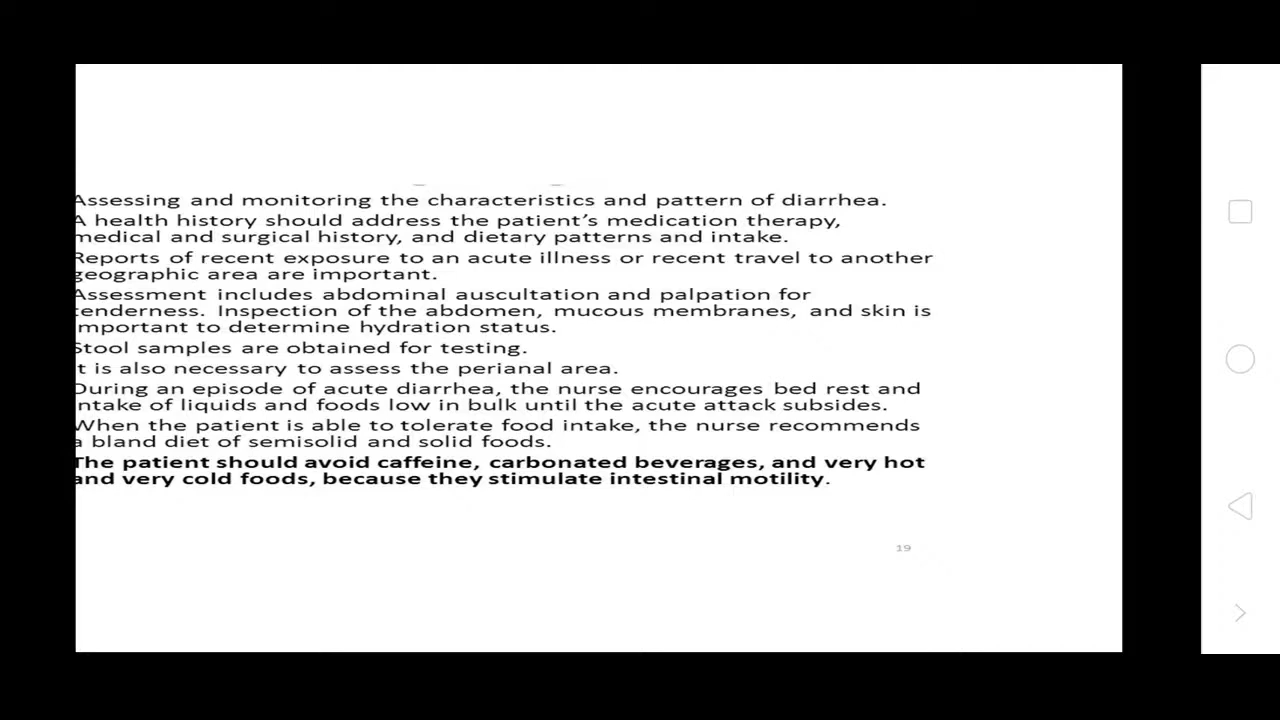 Assessing and monitoring the characteristics and pattern of diarrhea.
A health history should address the patient's medication therapy,
medical and surgical history, and dietary patterns and intake.
Reports of recent exposure to an acute illness or recent travel to another
geographic area are important.
Assessment includes abdominal auscultation and palpation for
tenderness. Inspection of the abdomen, mucous membranes, and skin is
important to determine hydration status.
Stool samples are obtained for testing.
It is also necessary to assess the perianal area.
During an episode of acute diarrhea, the nurse encourages bed rest and
intake of liquids and foods low in bulk until the acute attack subsides.
When the patient is able to tolerate food intake, the nurse recommends
a bland diet of semisolid and solid foods.
The patient should avoid caffeine, carbonated beverages, and very hot
and very cold foods, because they stimulate intestinal motility.
19